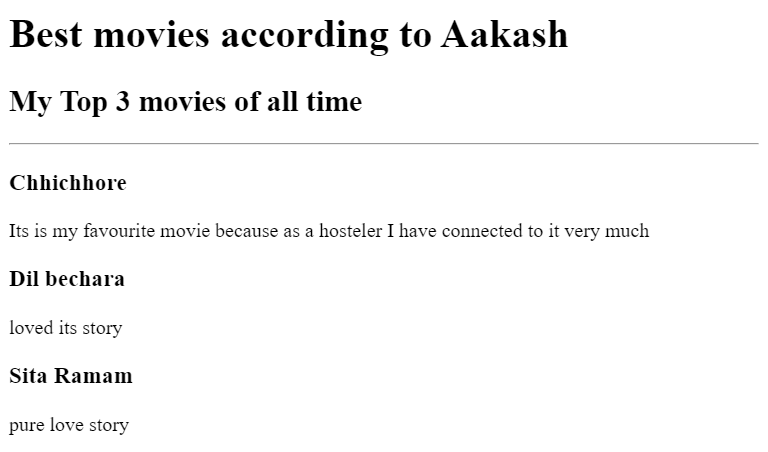 Best movies according to Aakash
My Top 3 movies of all time
Chhichhore
Its is my favourite movie because as a hosteler I have connected to it very much
Dil bechara
loved its story
Sita Ramam
pure love story